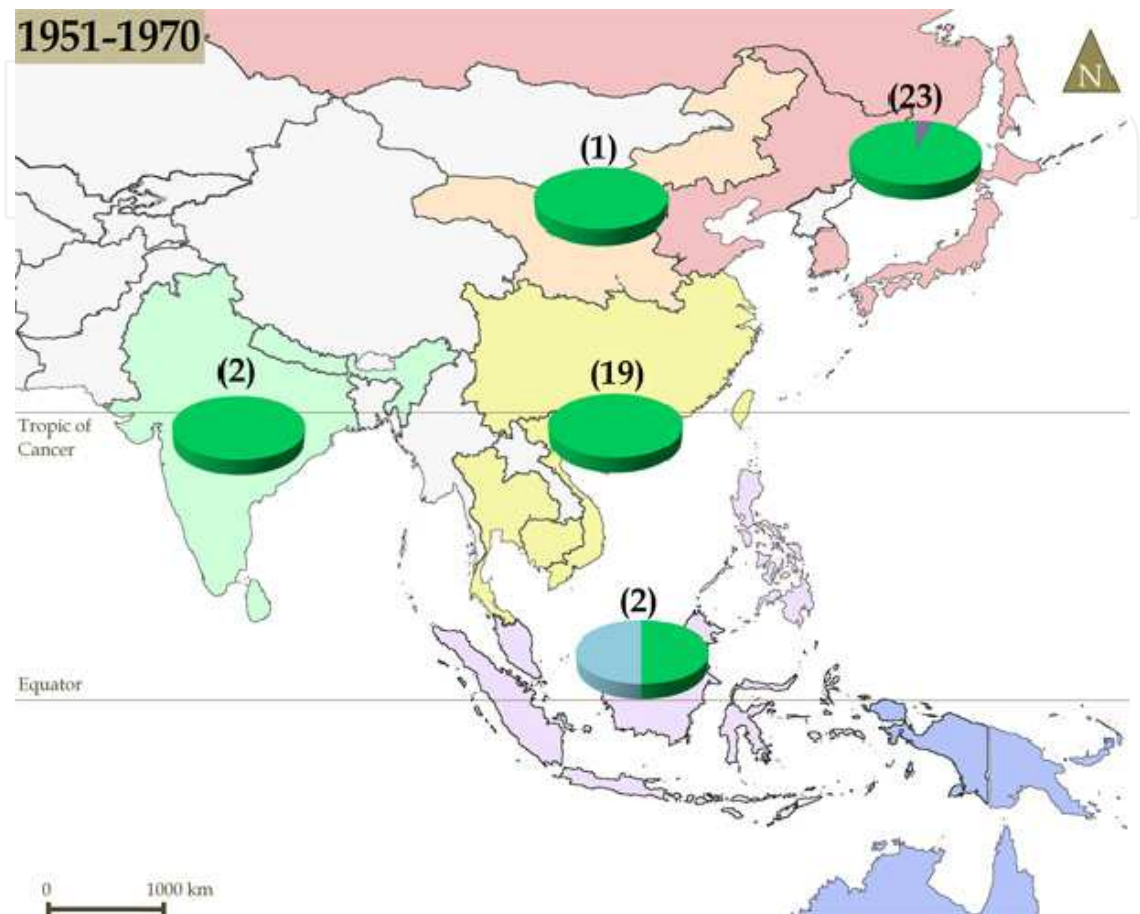 1951-1970
N
(23)
(1)
(2)
(19)
Tropic of
Cancer
(2)
Equator
0 1000 km